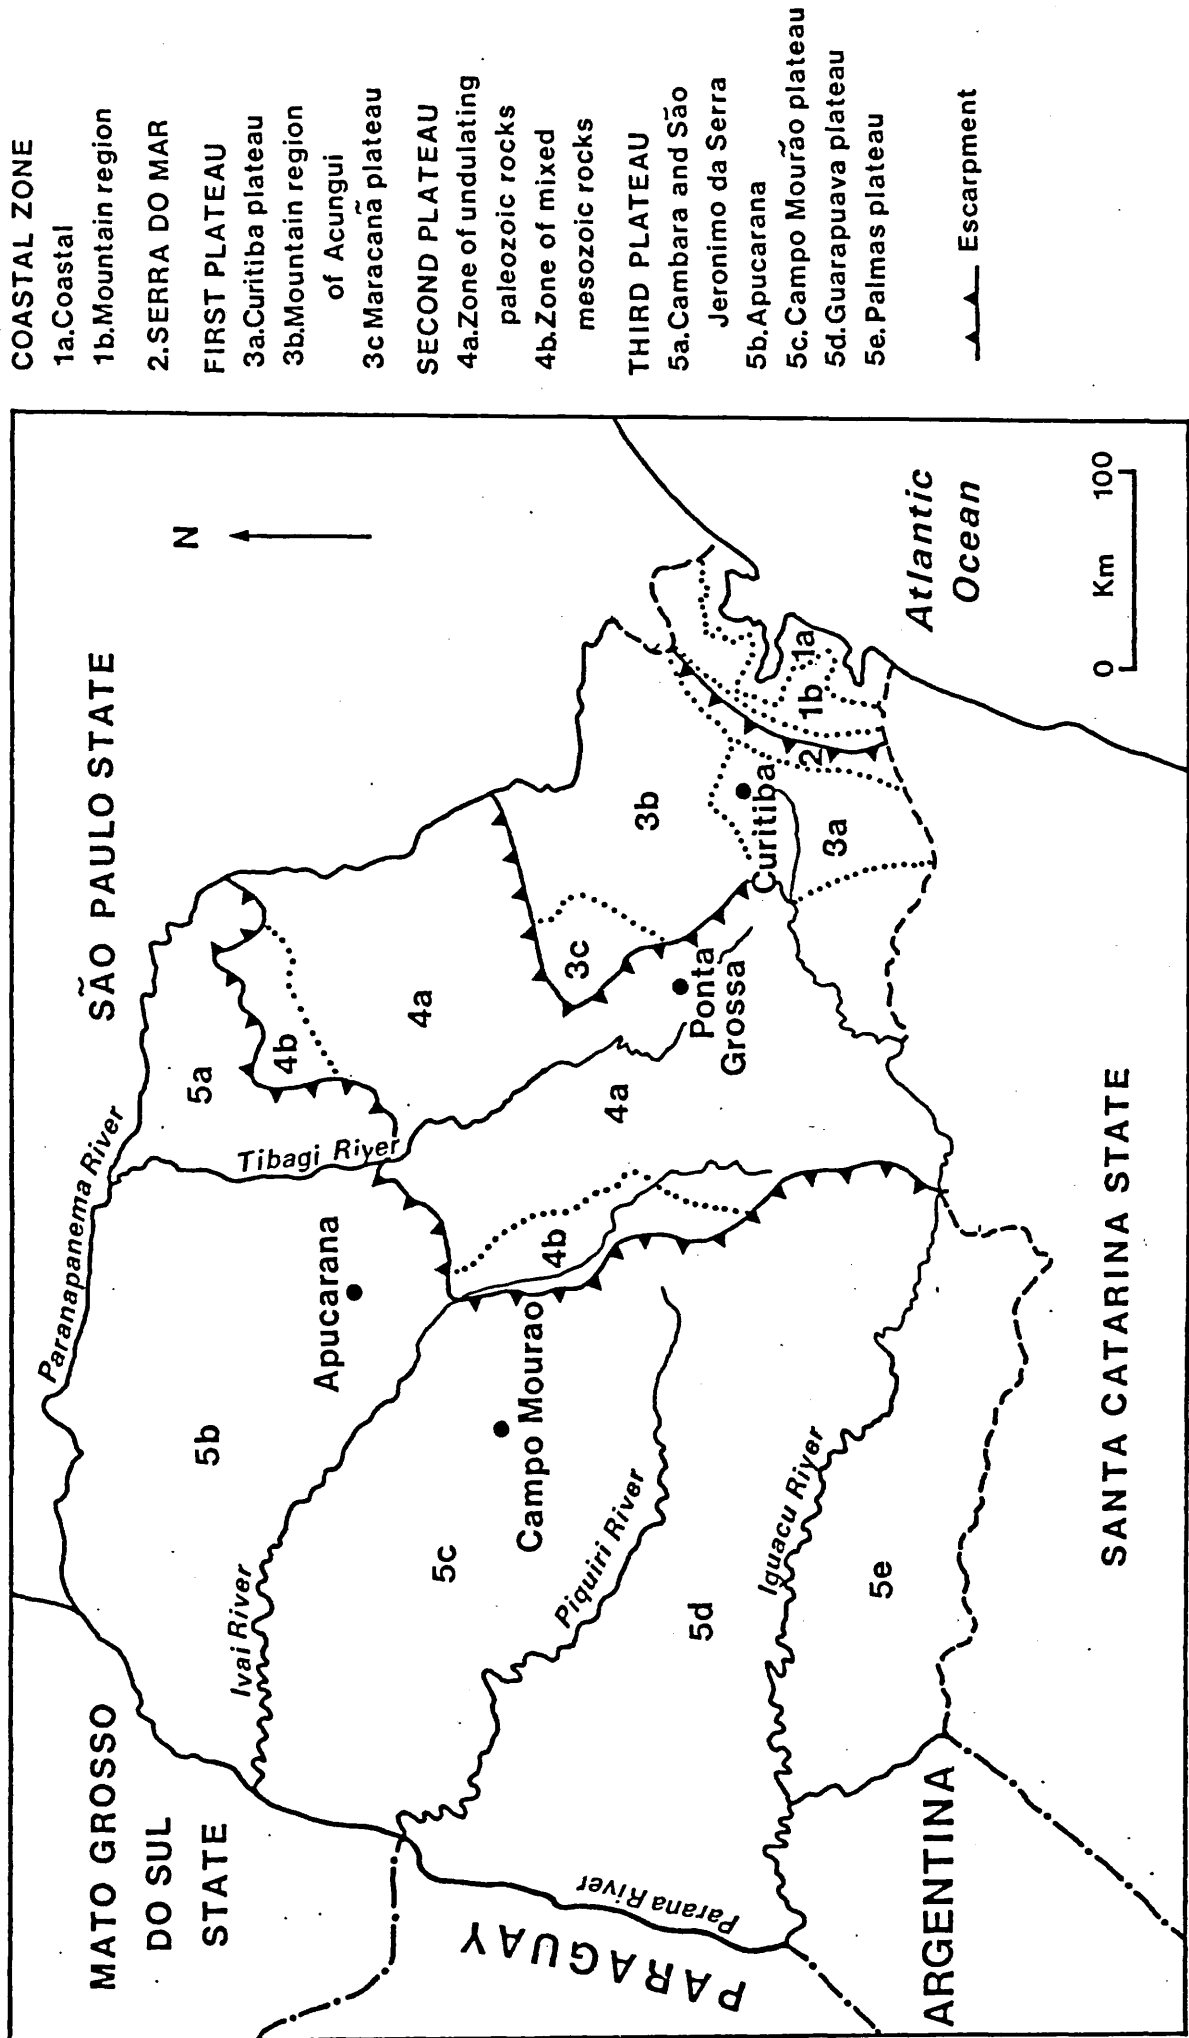 MATO GROSSO
DO SUL
STATE
SÃO PAULO STATE
N
Paranapanema River
5b
5a
Tibagi River
4b
4a
Apucarana
Ivai River
5c
Campo Mourao
Piquiri River
4b
4a
3c
3b
Ponta
Grossa
Curitiba
3a
2
1b
1a
Parana River
PARAGUAY
5d
Iguacu River
5e
ARGENTINA
SANTA CATARINA STATE
Atlantic
Ocean
0 Km 100
COASTAL ZONE
1a.Coastal
1b.Mountain region
2.SERRA DO MAR
FIRST PLATEAU
3a.Curitiba plateau
3b.Mountain region
of Acungui
3c Maracañã plateau
SECOND PLATEAU
4a.Zone of undulating
paleozoic rocks
4b.Zone of mixed
mesozoic rocks
THIRD PLATEAU
5a.Cambara and São
Jeronimo da Serra
5b.Apucarana
5c.Campo Mourão plateau
5d.Guarapuava plateau
5e.Palmas plateau
Escarpment